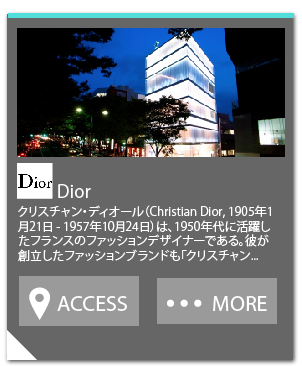 Dior
Dior
クリスチャン・ディオール（Christian Dior, 1905年1
月21日 - 1957年10月24日）は、1950年代に活躍し
たフランスのファッションデザイナーである。彼が
創立したファッションブランドも「クリスチャン...
ACCESS
MORE